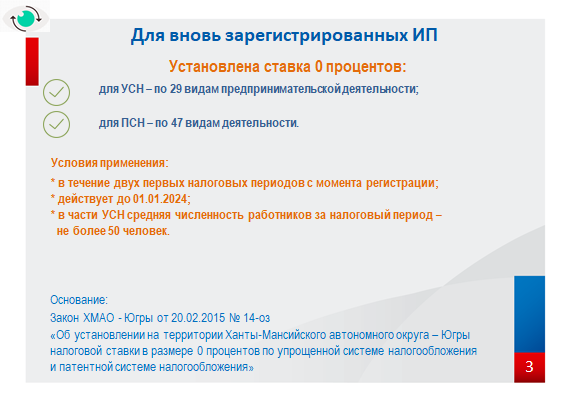 Для вновь зарегистрированных ИП
Установлена ставка 0 процентов:
для УСН – по 29 видам предпринимательской деятельности;
для ПСН – по 47 видам деятельности.
Условия применения:
* в течение двух первых налоговых периодов с момента регистрации;
* действует до 01.01.2024;
* в части УСН средняя численность работников за налоговый период –
не более 50 человек.
Основание:
Закон ХМАО - Югры от 20.02.2015 № 14-оз
«Об установлении на территории Ханты-Мансийского автономного округа – Югры
налоговой ставки в размере 0 процентов по упрощенной системе налогообложения
и патентной системе налогообложения»
3